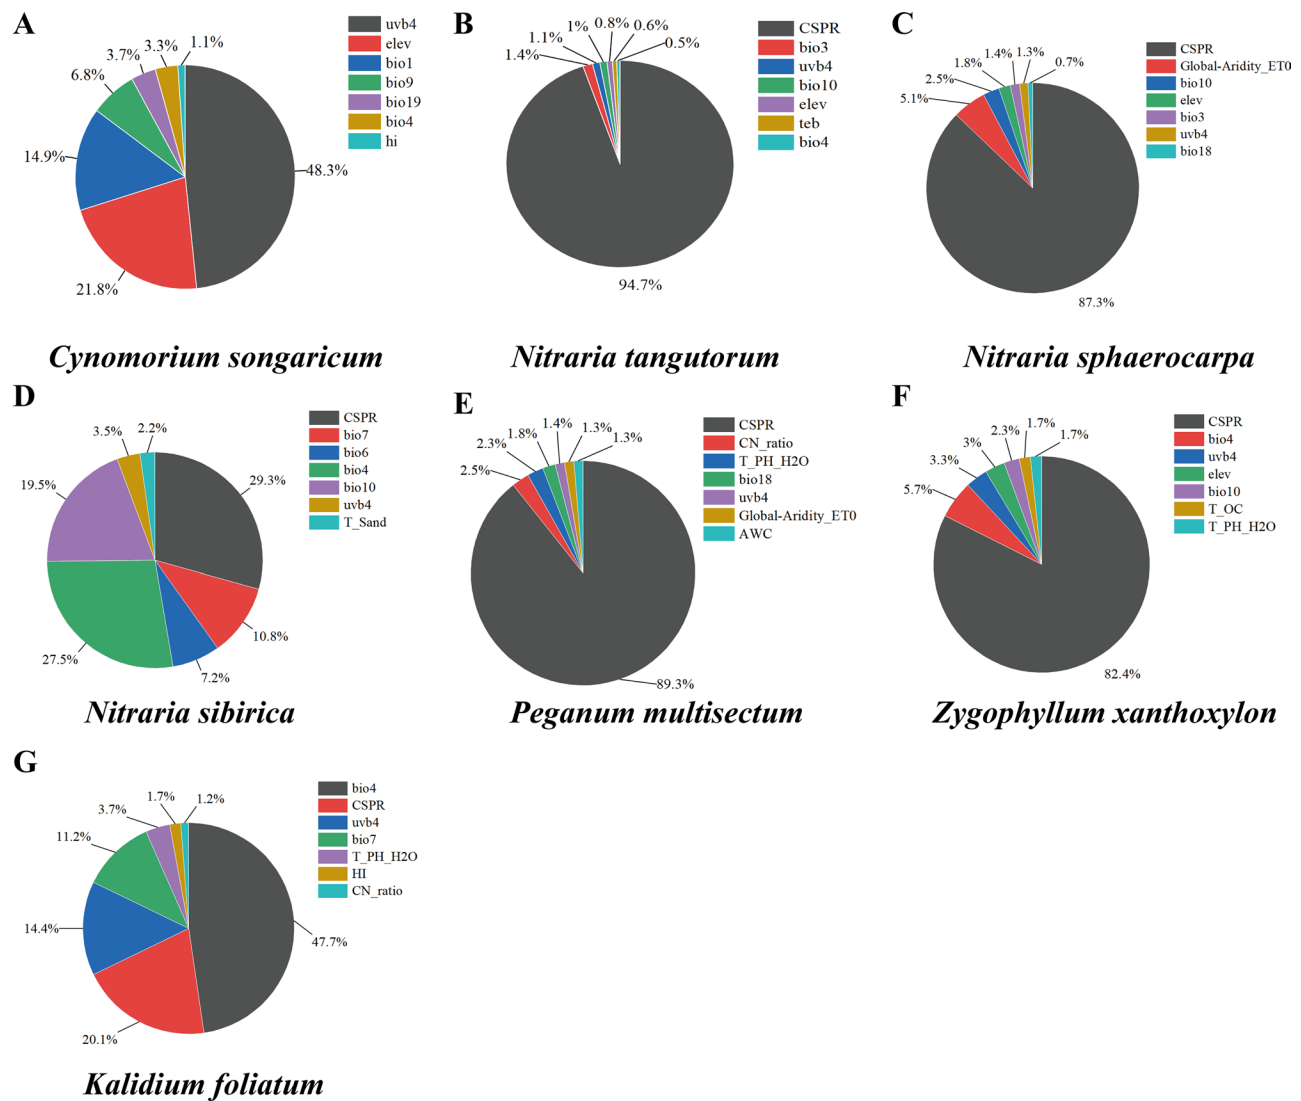 A
3.7%
3.3%
1.1%
6.8%
14.9%
48.3%
21.8%
uvb4
elev
bio1
bio9
bio19
bio4
hi
Cynomorium songaricum
B
1.4%
1.1%
1%
0.8%
0.6%
0.5%
94.7%
CSPR
bio3
uvb4
bio10
elev
teb
bio4
Nitraria tangutorum
C
5.1%
2.5%
1.8%
1.4%
1.3%
0.7%
87.3%
CSPR
Global-Aridity_ET0
bio10
elev
bio3
uvb4
bio18
Nitraria sphaerocarpa
D
3.5%
2.2%
19.5%
29.3%
10.8%
27.5%
7.2%
CSPR
bio7
bio6
bio4
bio10
uvb4
T_Sand
Nitraria sibirica
E
2.5%
2.3%
1.8%
1.4%
1.3%
1.3%
89.3%
CSPR
CN_ratio
T_PH_H2O
bio18
uvb4
Global-Aridity_ET0
AWC
Peganum multisectum
F
5.7%
3.3%
3%
2.3%
1.7%
1.7%
82.4%
CSPR
bio4
uvb4
elev
bio10
T_OC
T_PH_H2O
Zygophyllum xanthoxylon
G
3.7%
1.7%
1.2%
11.2%
14.4%
47.7%
20.1%
bio4
CSPR
uvb4
bio7
T_PH_H2O
HI
CN_ratio
Kalidium foliatum